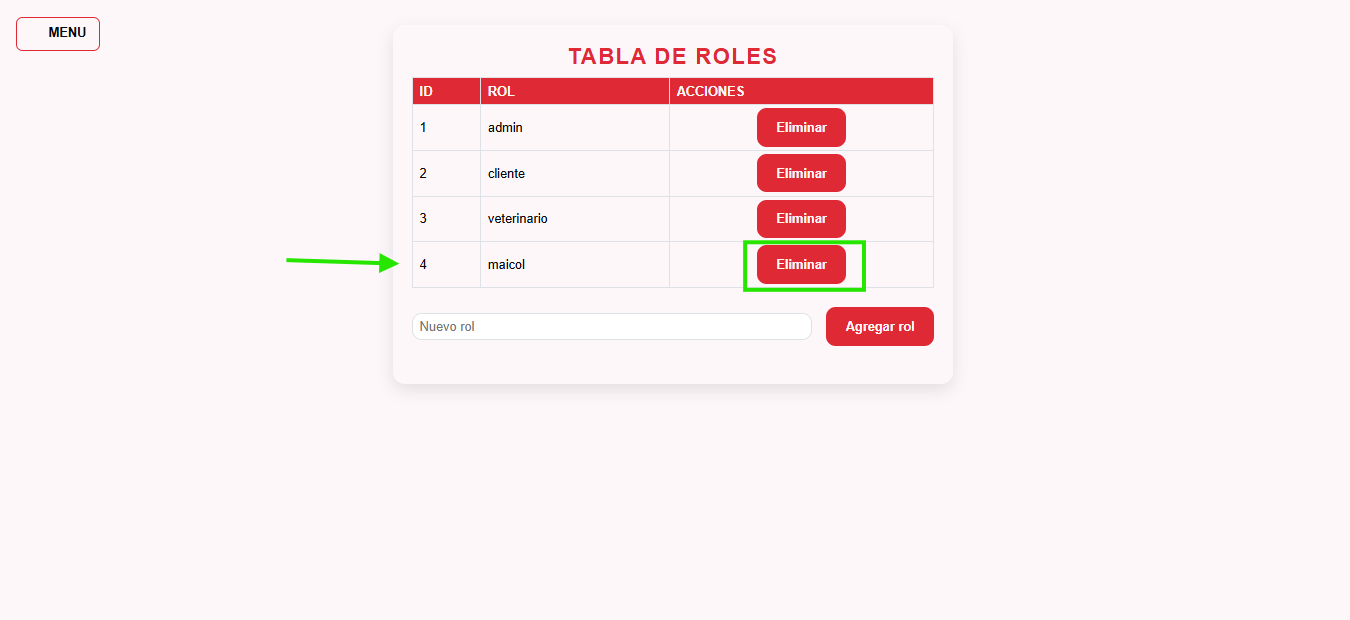 MENU
TABLA DE ROLES
ID ROL ACCIONES
1 admin Eliminar
2 cliente Eliminar
3 veterinario Eliminar
4 maicol Eliminar
Nuevo rol Agregar rol